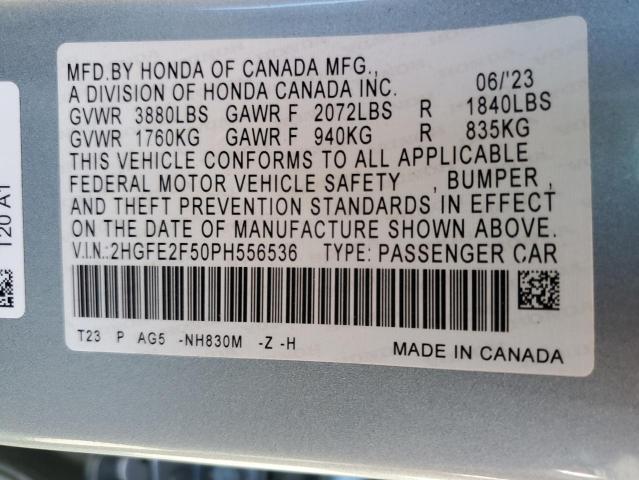 MFD.BY HONDA OF CANADA MFG.,
A DIVISION OF HONDA CANADA INC. 06/'23
GVWR 3880LBS GAWR F 2072LBS R 1840LBS
GVWR 1760KG GAWR F 940KG R 835KG
THIS VEHICLE CONFORMS TO ALL APPLICABLE
FEDERAL MOTOR VEHICLE SAFETY , BUMPER ,
AND THEFT PREVENTION STANDARDS IN EFFECT
ON THE DATE OF MANUFACTURE SHOWN ABOVE.
V.I.N.:2HGFE2F50PH556536 TYPE: PASSENGER CAR
T23 P AG5 -NH830M -Z -H
MADE IN CANADA
T20 A1